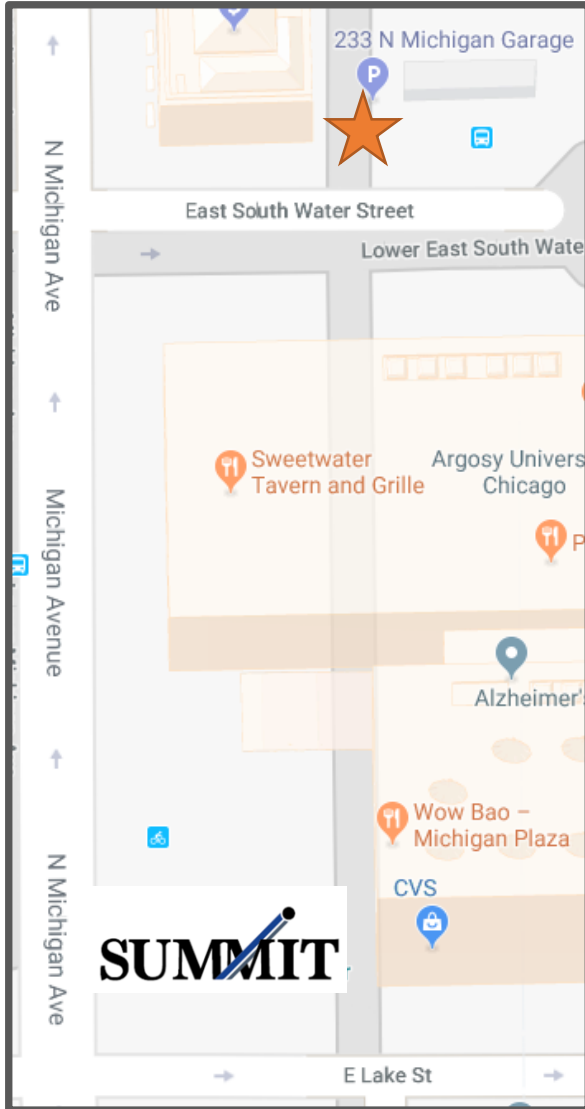 233 N Michigan Garage
P
N Michigan Ave
East South Water Street
Lower East South Wate
Sweetwater
Tavern and Grille
Argosy Univers
Chicago
P
Michigan Avenue
Alzheimer's
Wow Bao –
Michigan Plaza
CVS
N Michigan Ave
SUMMIT
E Lake St